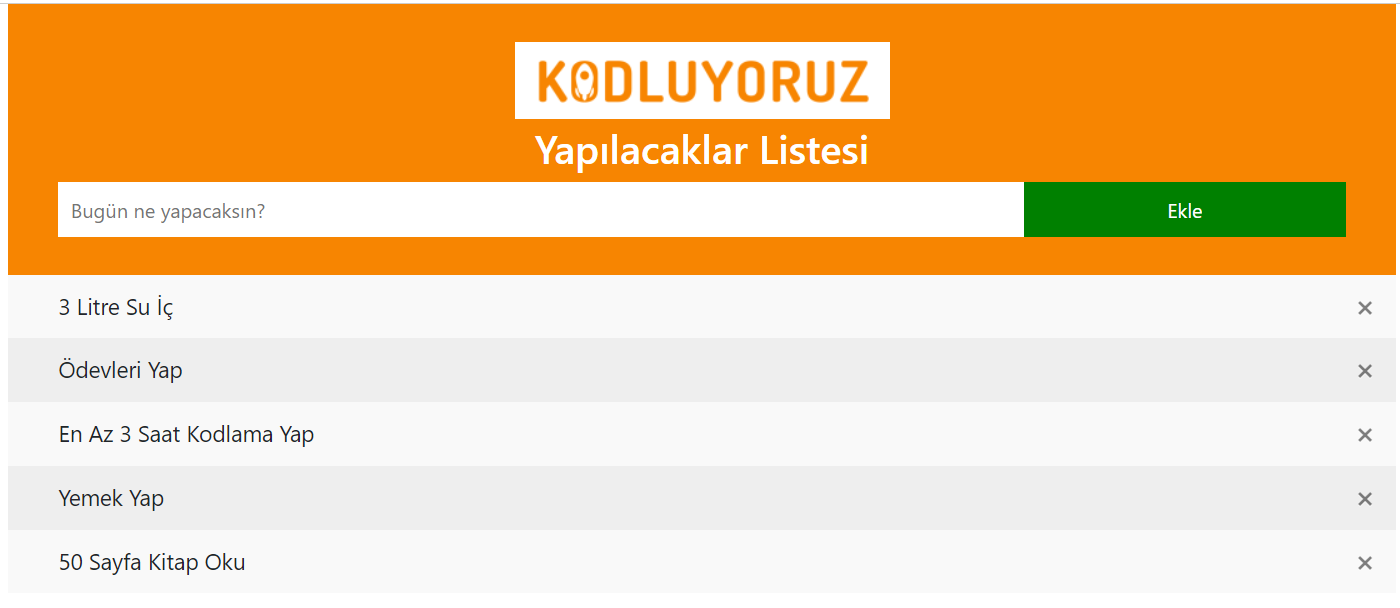 KODLUYORUZ
Yapılacaklar Listesi
Bugün ne yapacaksın?
Ekle
3 Litre Su İç
×
Ödevleri Yap
×
En Az 3 Saat Kodlama Yap
×
Yemek Yap
×
50 Sayfa Kitap Oku
×